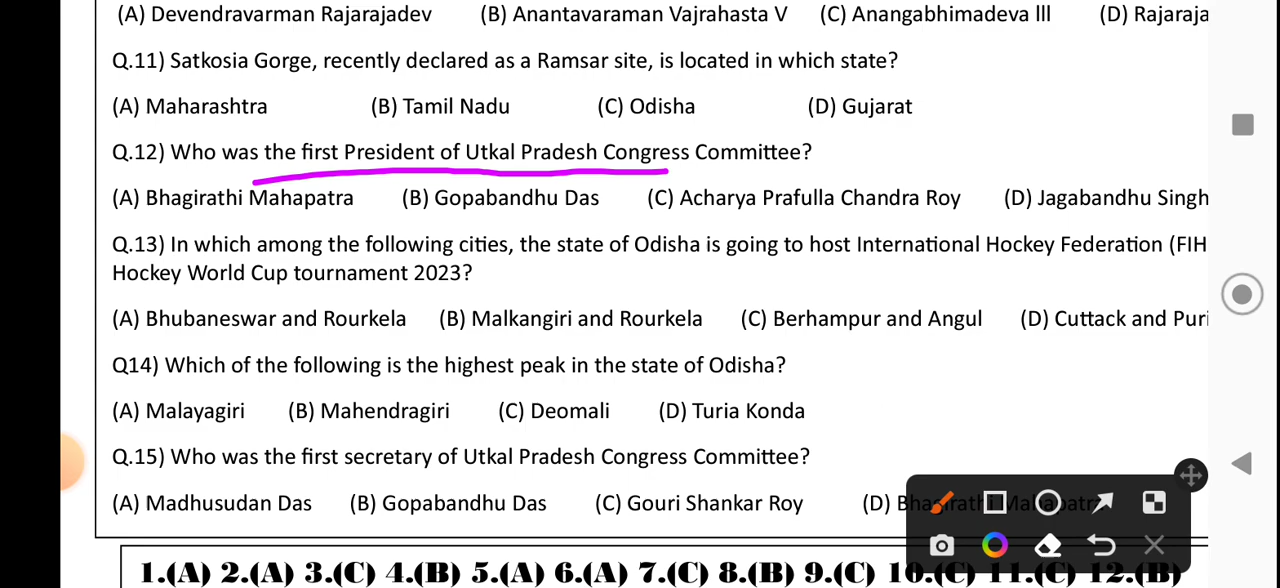 (A) Devendravarman Rajarajadev (B) Anantavaraman Vajrahasta V (C) Anangabhimadeva lll (D) Rajaraja
Q.11) Satkosia Gorge, recently declared as a Ramsar site, is located in which state?
(A) Maharashtra (B) Tamil Nadu (C) Odisha (D) Gujarat
Q.12) Who was the first President of Utkal Pradesh Congress Committee?
(A) Bhagirathi Mahapatra (B) Gopabandhu Das (C) Acharya Prafulla Chandra Roy (D) Jagabandhu Singh
Q.13) In which among the following cities, the state of Odisha is going to host International Hockey Federation (FIH
Hockey World Cup tournament 2023?
(A) Bhubaneswar and Rourkela (B) Malkangiri and Rourkela (C) Berhampur and Angul (D) Cuttack and Puri
Q14) Which of the following is the highest peak in the state of Odisha?
(A) Malayagiri (B) Mahendragiri (C) Deomali (D) Turia Konda
Q.15) Who was the first secretary of Utkal Pradesh Congress Committee?
(A) Madhusudan Das (B) Gopabandhu Das (C) Gouri Shankar Roy (D) Bhagirathi Mahapatra
1.(A) 2.(A) 3.(C) 4.(B) 5.(A) 6.(A) 7.(C) 8.(B) 9.(C) 10.(C) 11.(C) 12.(B)